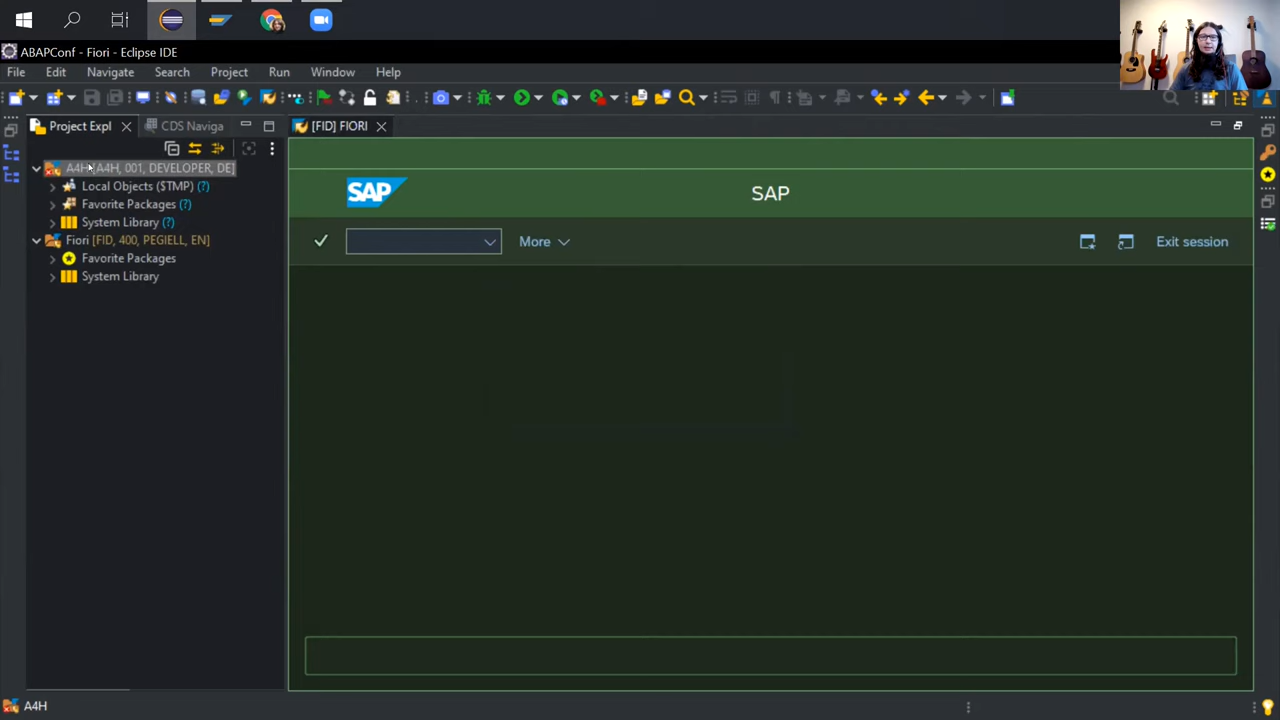 ABAPConf - Fiori - Eclipse IDE
File Edit Navigate Search Project Run Window Help
Project Expl CDS Naviga [FID] FIORI
A4H [A4H, 001, DEVELOPER, DE]
Local Objects ($TMP) (?)
Favorite Packages (?)
System Library (?)
Fiori [FID, 400, PEGIELL, EN]
Favorite Packages
System Library
SAP SAP
More Exit session
A4H